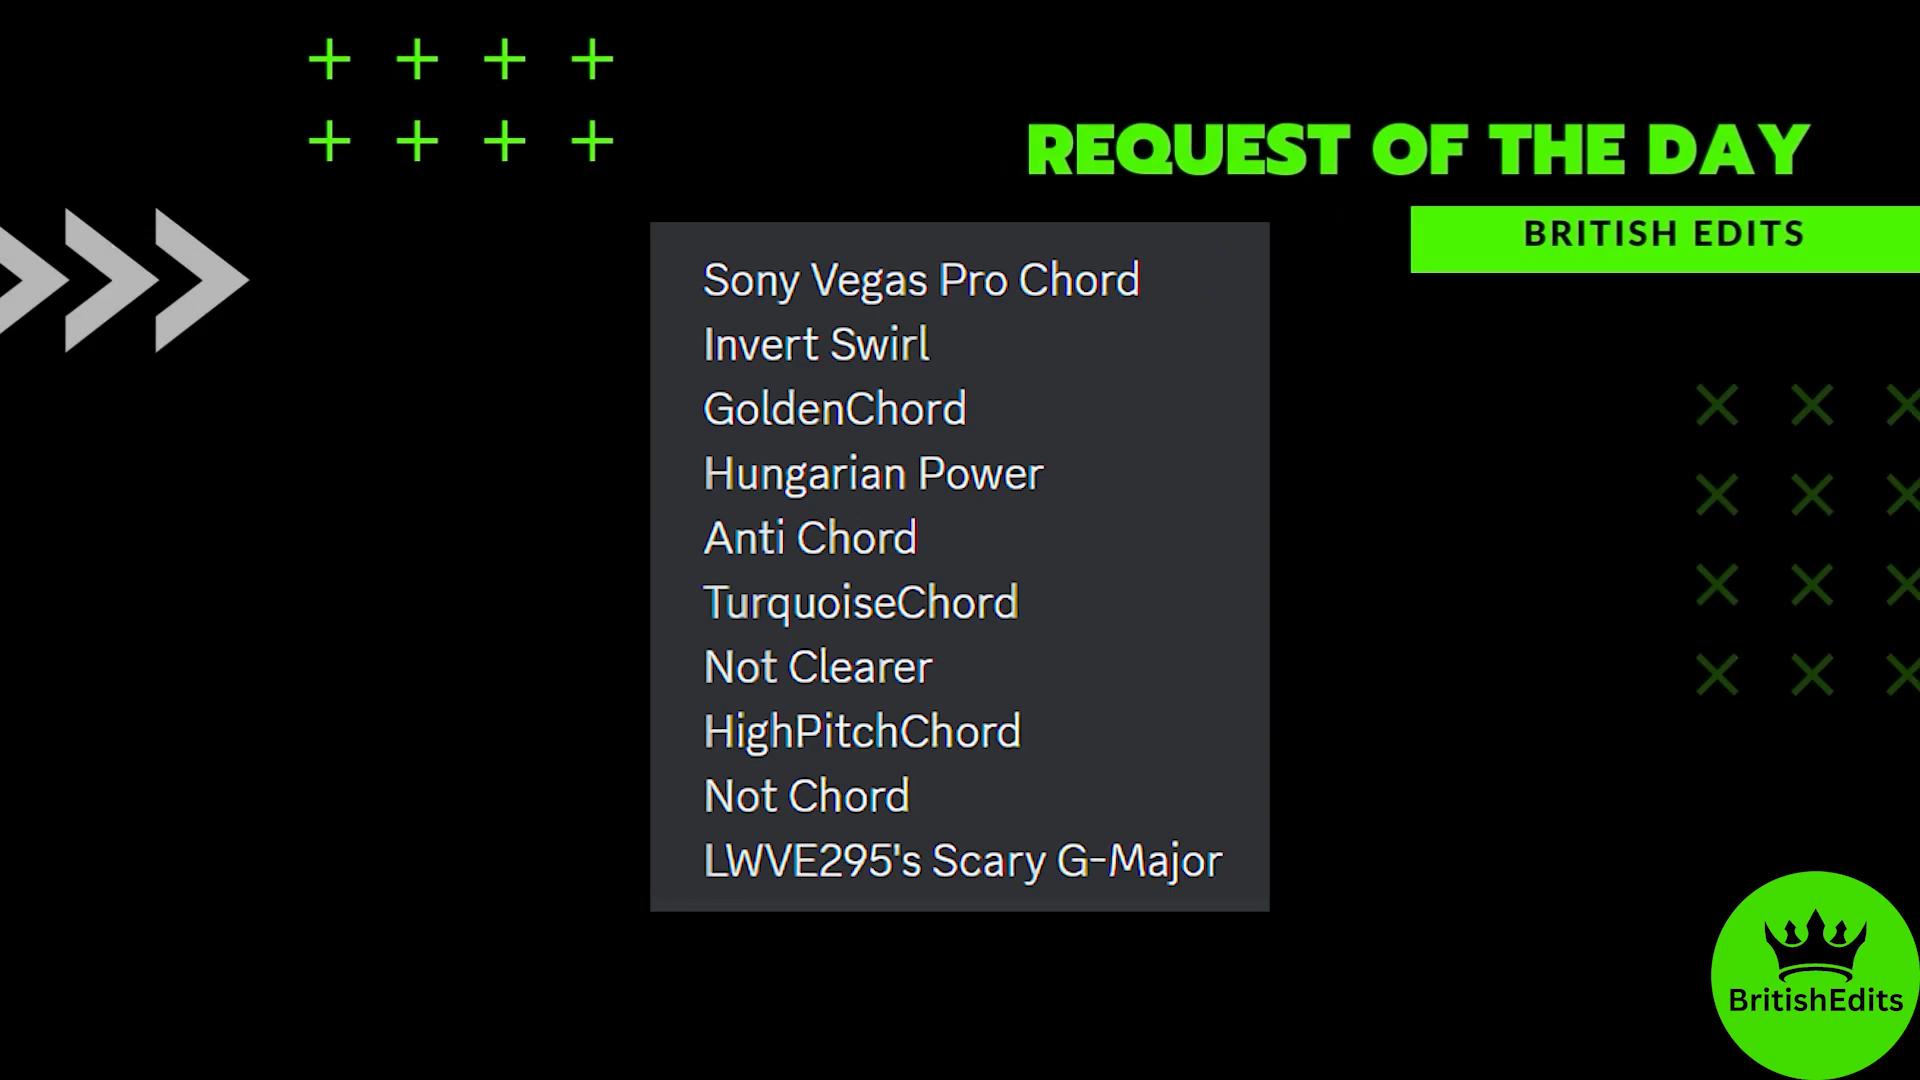 REQUEST OF THE DAY
BRITISH EDITS
Sony Vegas Pro Chord
Invert Swirl
GoldenChord
Hungarian Power
Anti Chord
TurquoiseChord
Not Clearer
HighPitchChord
Not Chord
LWVE295's Scary G-Major
BritishEdits